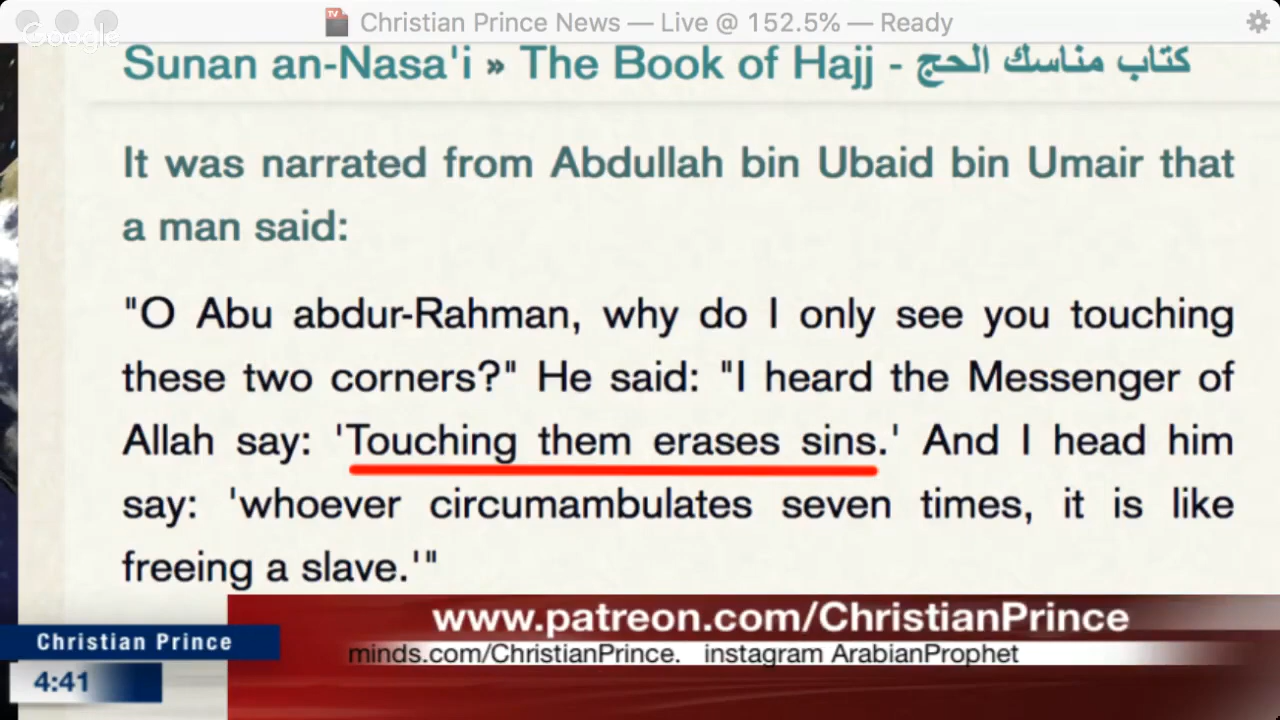 TV
Christian Prince News — Live @ 152.5% — Ready
Google
Sunan an-Nasa'i » The Book of Hajj - كتاب مناسك الحج
It was narrated from Abdullah bin Ubaid bin Umair that
a man said:
"O Abu abdur-Rahman, why do I only see you touching
these two corners?" He said: "I heard the Messenger of
Allah say: 'Touching them erases sins.' And I head him
say: 'whoever circumambulates seven times, it is like
freeing a slave.'"
www.patreon.com/ChristianPrince
Christian Prince
minds.com/ChristianPrince. instagram ArabianProphet
4:41